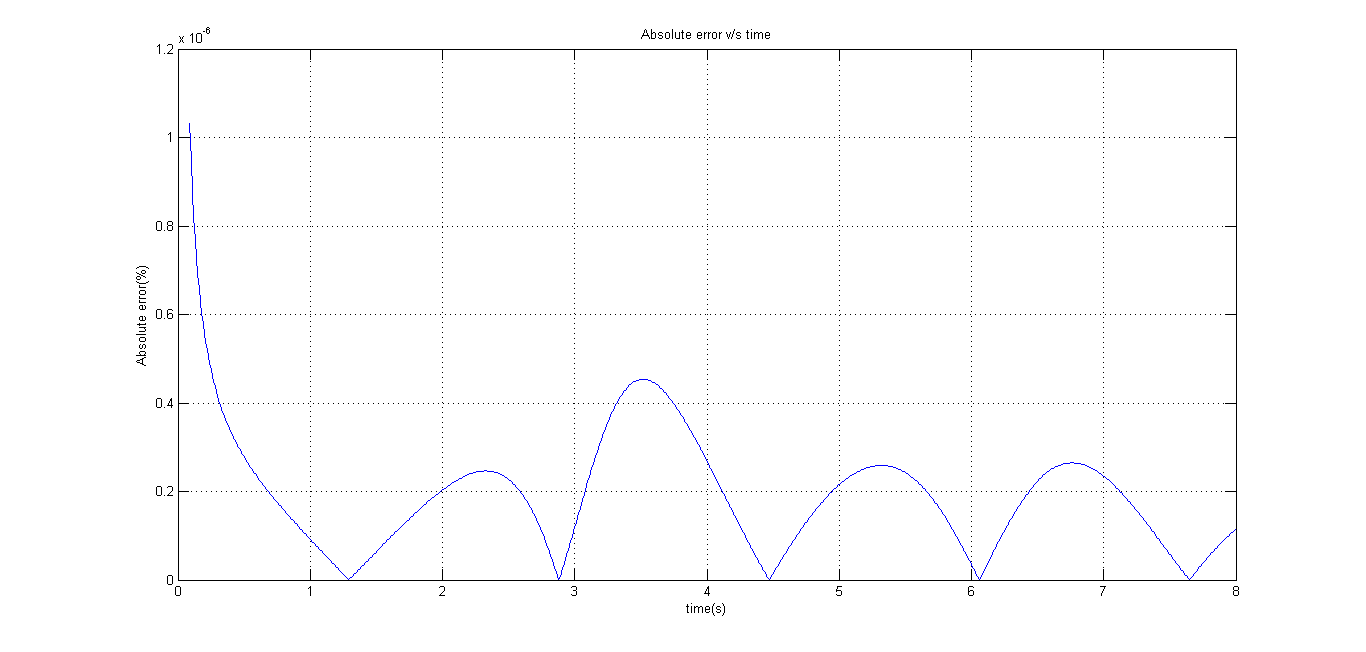 Absolute error v/s time
x 10^-6
1.2
1
0.8
0.6
0.4
0.2
0
Absolute error(%)
0 1 2 3 4 5 6 7 8
time(s)